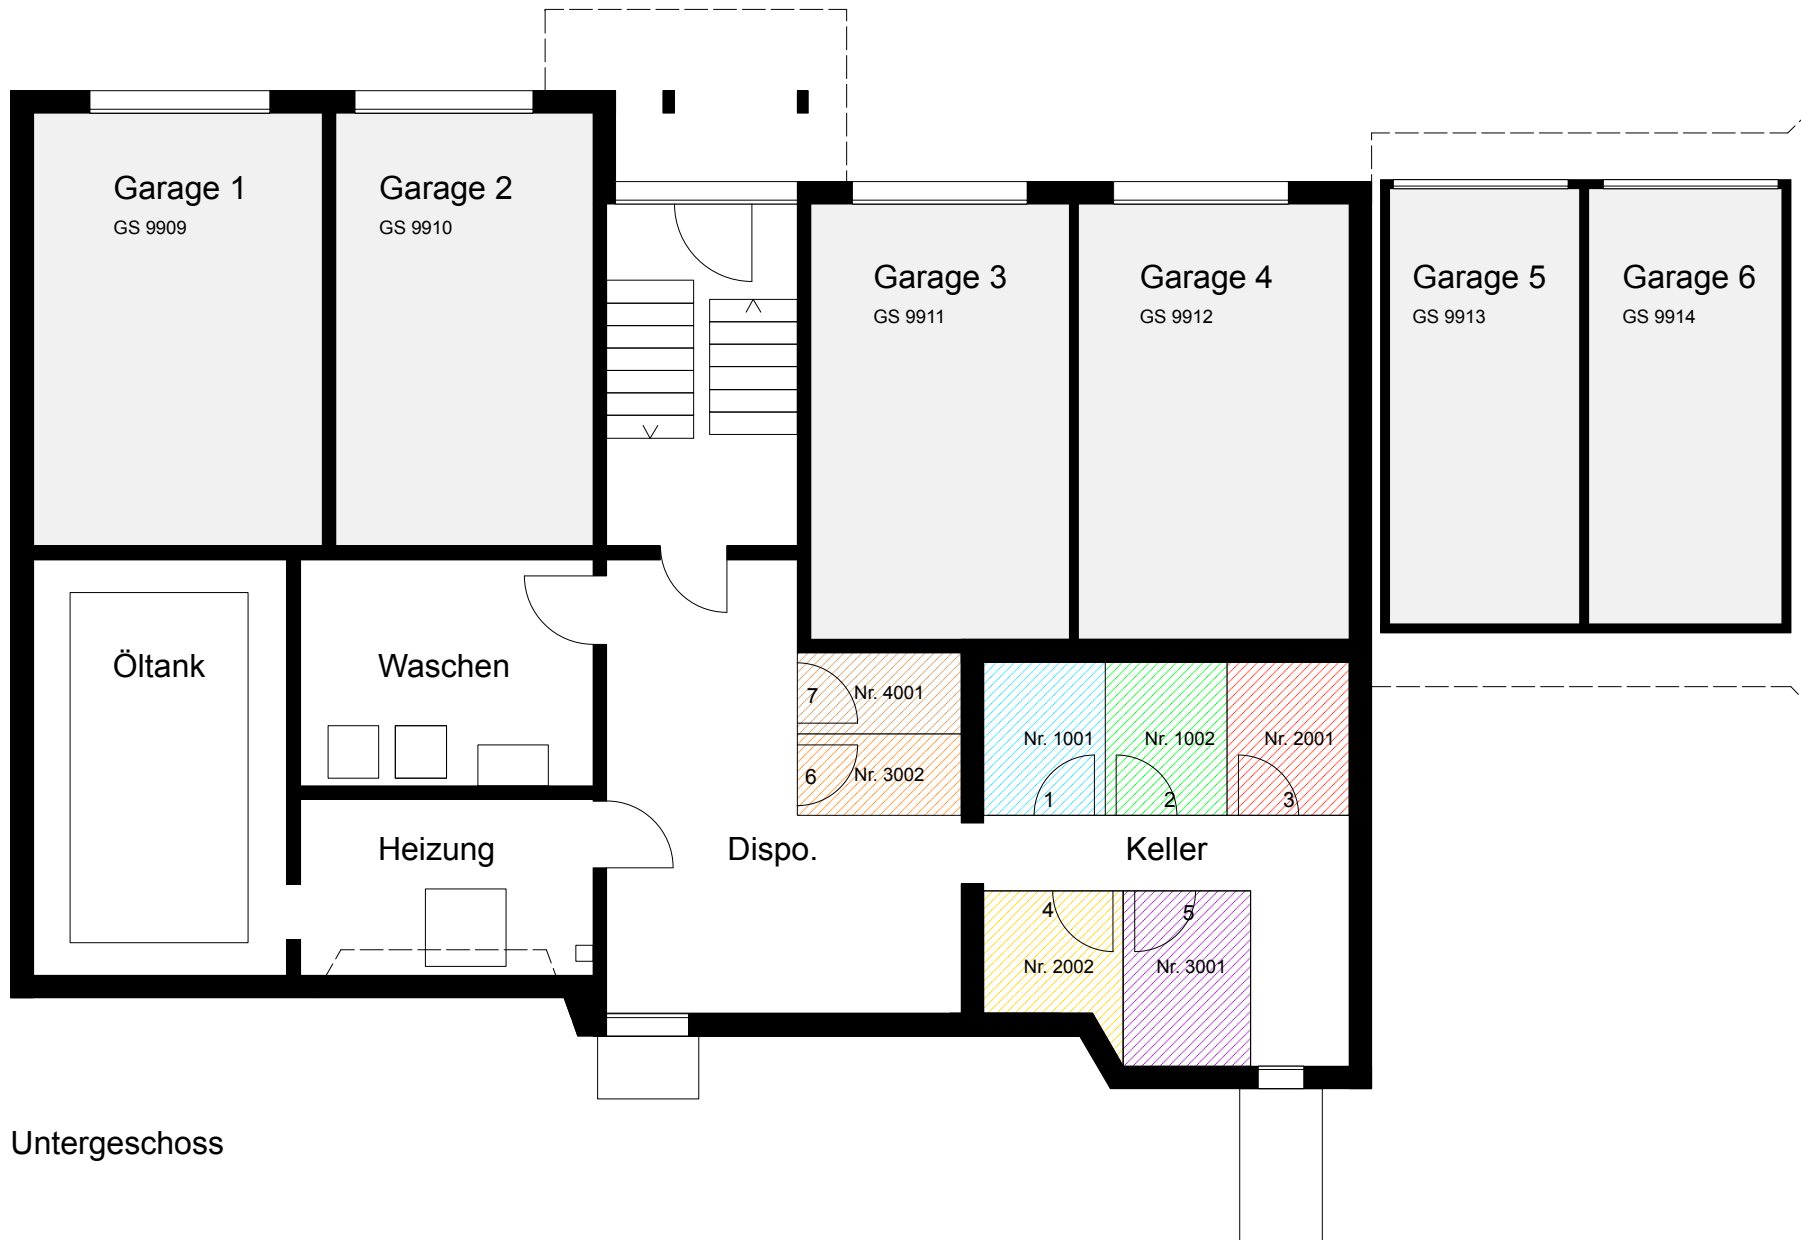 Garage 1
GS 9909
Garage 2
GS 9910
Garage 3
GS 9911
Garage 4
GS 9912
Garage 5
GS 9913
Garage 6
GS 9914
Öltank
Waschen
7
Nr. 4001
6
Nr. 3002
Nr. 1001
1
Nr. 1002
2
Nr. 2001
3
Heizung
Dispo.
Keller
4
Nr. 2002
5
Nr. 3001
Untergeschoss